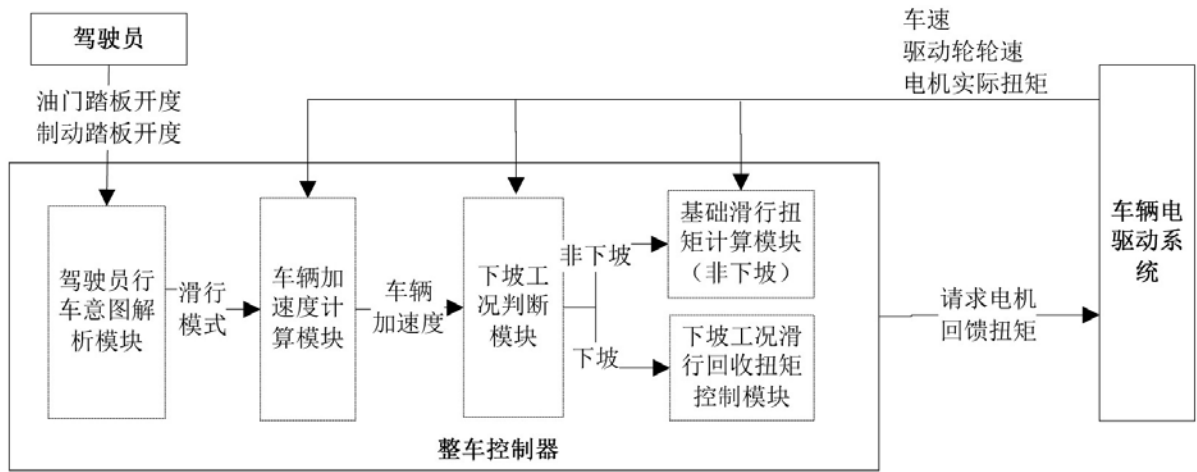 驾驶员
油门踏板开度
制动踏板开度
车速
驱动轮轮速
电机实际扭矩
驾驶员行
车意图解
析模块
滑行
模式
车辆加
速度计
算模块
车辆
加速度
下坡工
况判断
模块
非下坡
下坡
基础滑行扭
矩计算模块
（非下坡）
下坡工况滑
行回收扭矩
控制模块
整车控制器
请求电机
回馈扭矩
车辆电
驱动系
统